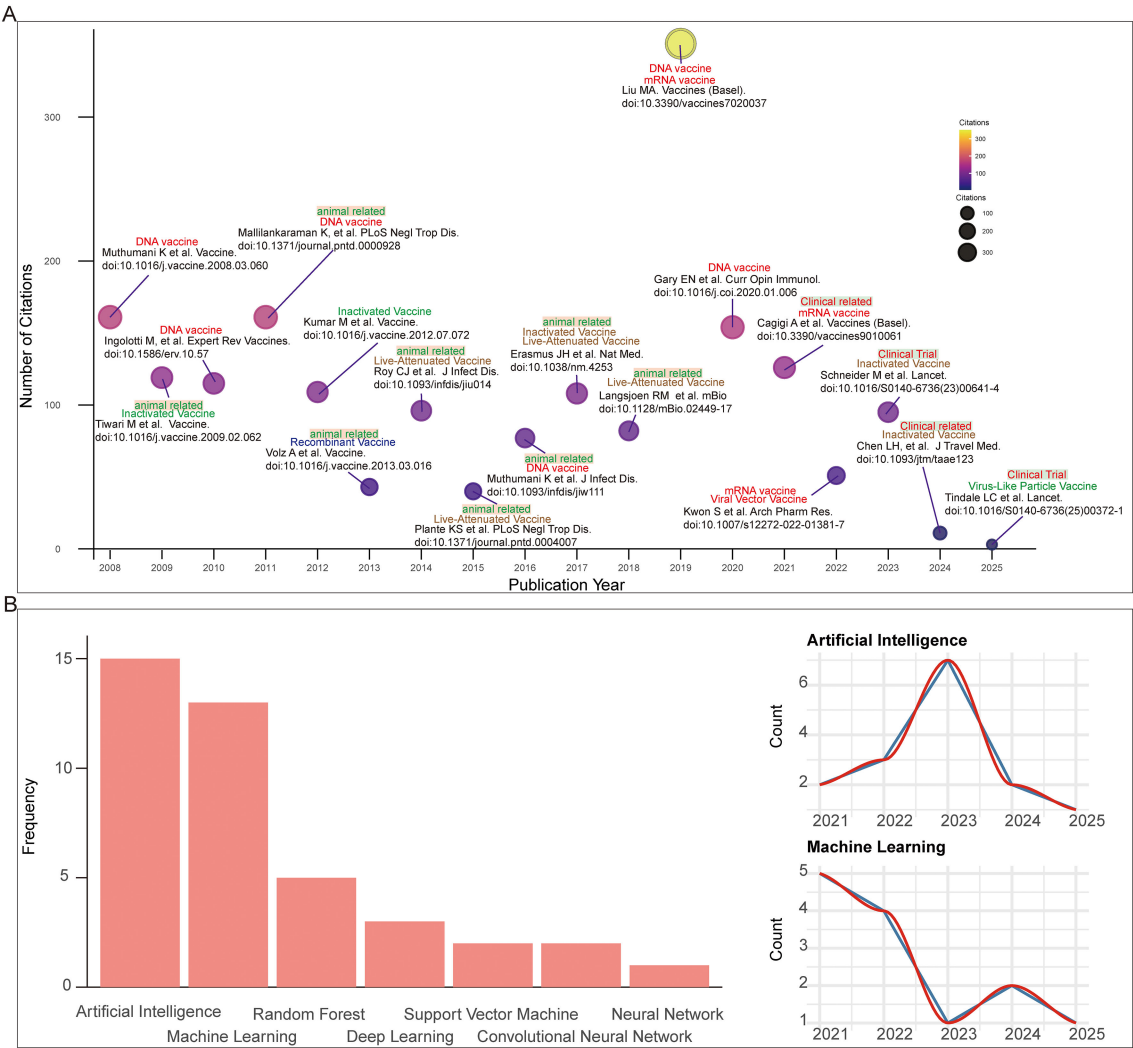 A
Number of Citations
300
200
100
0
DNA vaccine
mRNA vaccine
Liu MA. Vaccines (Basel).
doi:10.3390/vaccines7020037
Citations
300
200
100
Citations
100
200
300
animal related
DNA vaccine
Mallilankaraman K, et al. PLoS Negl Trop Dis.
doi:10.1371/journal.pntd.0000928
DNA vaccine
Muthumani K et al. Vaccine.
doi:10.1016/j.vaccine.2008.03.060
DNA vaccine
Ingolotti M, et al. Expert Rev Vaccines.
doi:10.1586/erv.10.57
animal related
Inactivated Vaccine
Tiwari M et al. Vaccine.
doi:10.1016/j.vaccine.2009.02.062
Inactivated Vaccine
Kumar M et al. Vaccine.
doi:10.1016/j.vaccine.2012.07.072
animal related
Live-Attenuated Vaccine
Roy CJ et al. J Infect Dis.
doi:10.1093/infdis/jiu014
animal related
Recombinant Vaccine
Volz A et al. Vaccine.
doi:10.1016/j.vaccine.2013.03.016
animal related
Inactivated Vaccine
Live-Attenuated Vaccine
Erasmus JH et al. Nat Med.
doi:10.1038/nm.4253
animal related
Live-Attenuated Vaccine
Langsjoen RM et al. mBio
doi:10.1128/mBio.02449-17
animal related
DNA vaccine
Muthumani K et al. J Infect Dis.
doi:10.1093/infdis/jiw111
animal related
Live-Attenuated Vaccine
Plante KS et al. PLoS Negl Trop Dis.
doi:10.1371/journal.pntd.0004007
DNA vaccine
Gary EN et al. Curr Opin Immunol.
doi:10.1016/j.coi.2020.01.006
Clinical related
mRNA vaccine
Cagigi A et al. Vaccines (Basel).
doi:10.3390/vaccines9010061
Clinical Trial
Inactivated Vaccine
Schneider M et al. Lancet.
doi:10.1016/S0140-6736(23)00641-4
Clinical related
Inactivated Vaccine
Chen LH, et al. J Travel Med.
doi:10.1093/jtm/taae123
mRNA vaccine
Viral Vector Vaccine
Kwon S et al. Arch Pharm Res.
doi:10.1007/s12272-022-01381-7
Clinical Trial
Virus-Like Particle Vaccine
Tindale LC et al. Lancet.
doi:10.1016/S0140-6736(25)00372-1
2008 2009 2010 2011 2012 2013 2014 2015 2016 2017 2018 2019 2020 2021 2022 2023 2024 2025
Publication Year
B
Frequency
15
10
5
0
Artificial Intelligence
Machine Learning
Random Forest
Deep Learning
Support Vector Machine
Convolutional Neural Network
Neural Network
Artificial Intelligence
Count
6
4
2
2021 2022 2023 2024 2025
Machine Learning
Count
5
4
3
2
1
2021 2022 2023 2024 2025